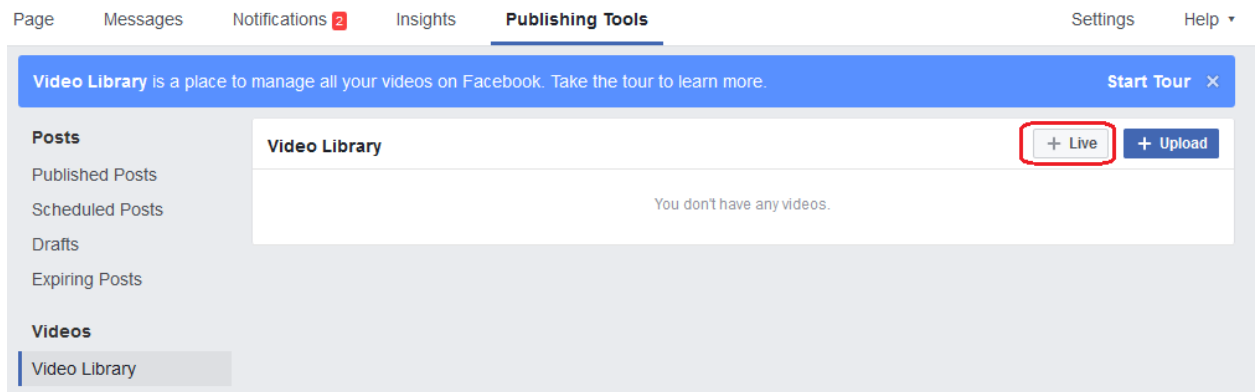 Page Messages Notifications 2 Insights Publishing Tools Settings Help
Video Library is a place to manage all your videos on Facebook. Take the tour to learn more. Start Tour ×
Posts
Published Posts
Scheduled Posts
Drafts
Expiring Posts
Videos
Video Library
Video Library + Live + Upload
You don't have any videos.